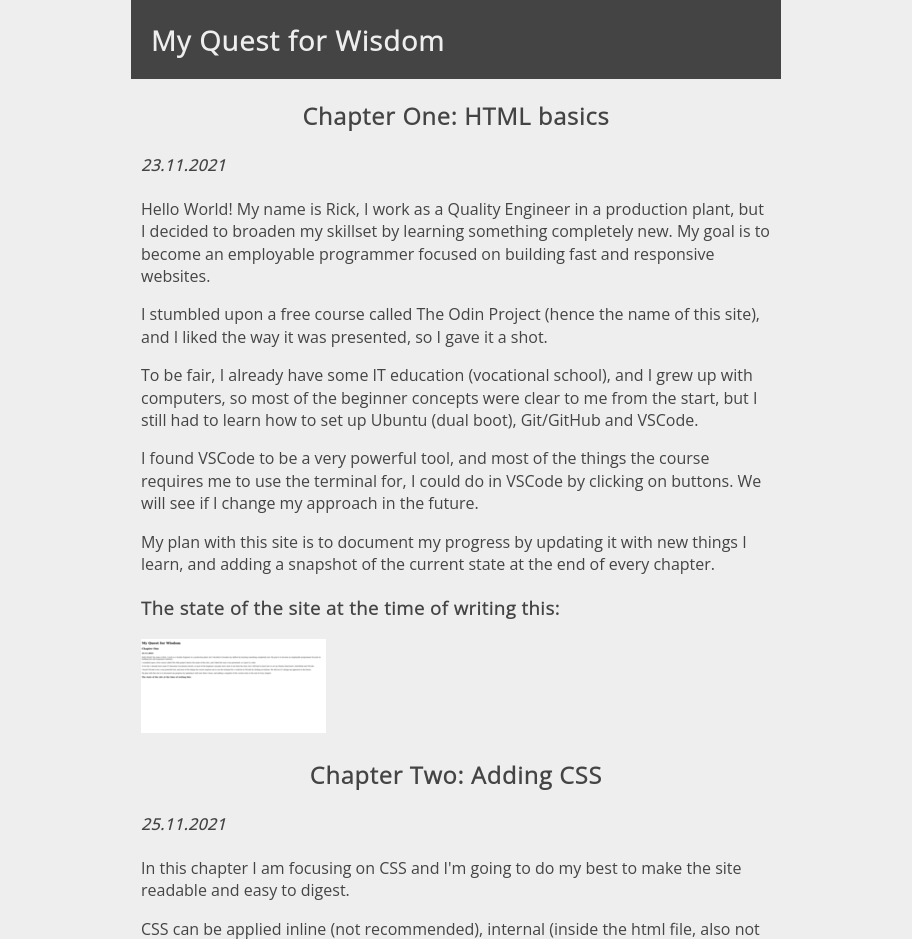 My Quest for Wisdom
Chapter One: HTML basics
23.11.2021
Hello World! My name is Rick, I work as a Quality Engineer in a production plant, but
I decided to broaden my skillset by learning something completely new. My goal is to
become an employable programmer focused on building fast and responsive
websites.
I stumbled upon a free course called The Odin Project (hence the name of this site),
and I liked the way it was presented, so I gave it a shot.
To be fair, I already have some IT education (vocational school), and I grew up with
computers, so most of the beginner concepts were clear to me from the start, but I
still had to learn how to set up Ubuntu (dual boot), Git/GitHub and VSCode.
I found VSCode to be a very powerful tool, and most of the things the course
requires me to use the terminal for, I could do in VSCode by clicking on buttons. We
will see if I change my approach in the future.
My plan with this site is to document my progress by updating it with new things I
learn, and adding a snapshot of the current state at the end of every chapter.
The state of the site at the time of writing this:
My Quest for Wisdom
Chapter One
Chapter Two: Adding CSS
25.11.2021
In this chapter I am focusing on CSS and I'm going to do my best to make the site
readable and easy to digest.
CSS can be applied inline (not recommended), internal (inside the html file, also not